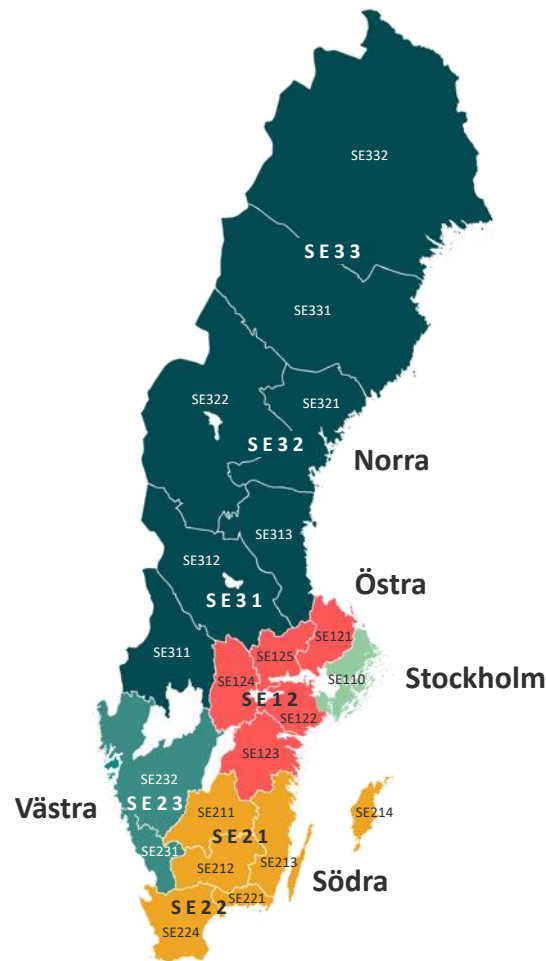 SE332
SE33
SE331
SE322
SE321
SE32
Norra
SE313
SE312
Östra
SE31
SE121
SE311
SE125
SE124
SE110
Stockholm
SE12
SE122
SE123
SE232
Västra
SE23
SE211
SE214
SE21
SE231
SE213
SE212
Södra
SE221
SE22
SE224